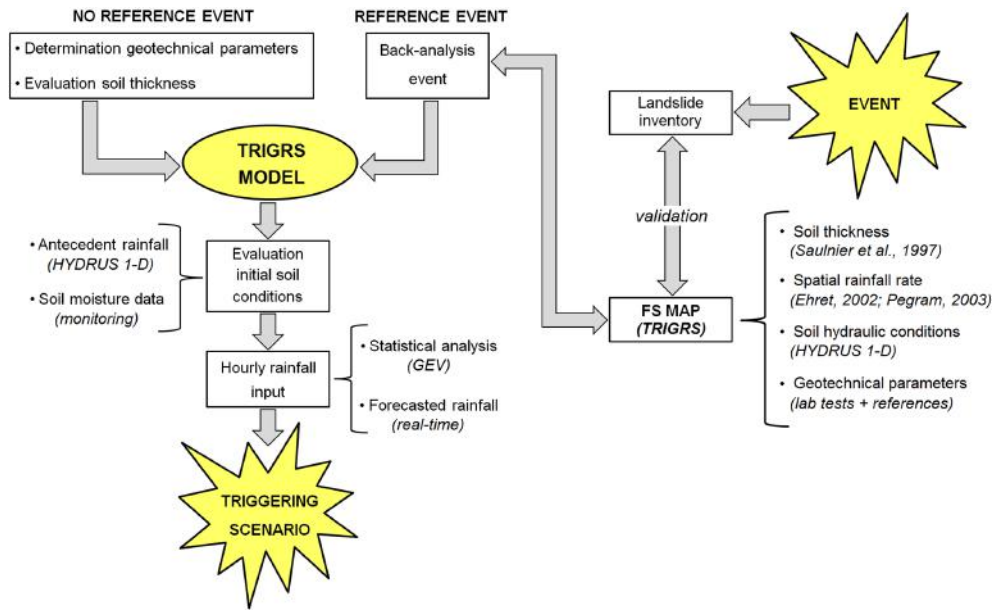 NO REFERENCE EVENT
• Determination geotechnical parameters
• Evaluation soil thickness
REFERENCE EVENT
Back-analysis
event
TRIGRS
MODEL
• Antecedent rainfall
(HYDRUS 1-D)
• Soil moisture data
(monitoring)
Evaluation
initial soil
conditions
Hourly rainfall
input
• Statistical analysis
(GEV)
• Forecasted rainfall
(real-time)
TRIGGERING
SCENARIO
EVENT
Landslide
inventory
validation
FS MAP
(TRIGRS)
• Soil thickness
(Saulnier et al., 1997)
• Spatial rainfall rate
(Ehret, 2002; Pegram, 2003)
• Soil hydraulic conditions
(HYDRUS 1-D)
• Geotechnical parameters
(lab tests + references)